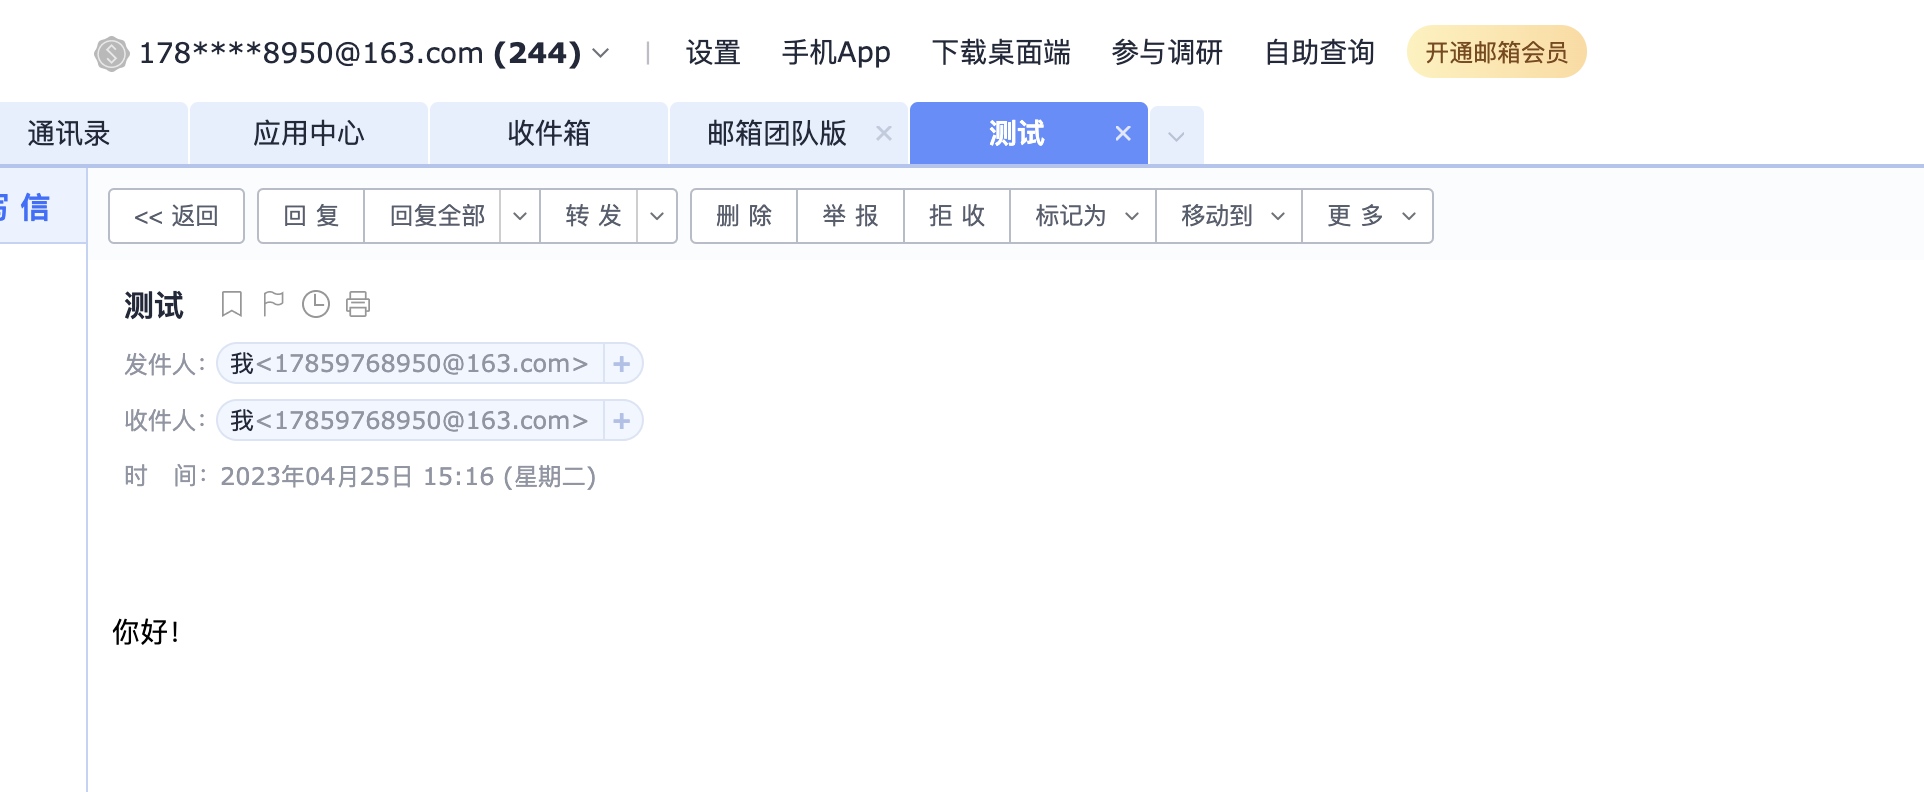 178****8950@163.com (244) | 设置 手机App 下载桌面端 参与调研 自助查询 开通邮箱会员
通讯录 应用中心 收件箱 邮箱团队版 × 测试 ×
信
<< 返回 回 复 回复全部 转 发 删 除 举 报 拒 收 标记为 移动到 更 多
测试
发件人: 我<17859768950@163.com> +
收件人: 我<17859768950@163.com> +
时 间: 2023年04月25日 15:16 (星期二)
你好!